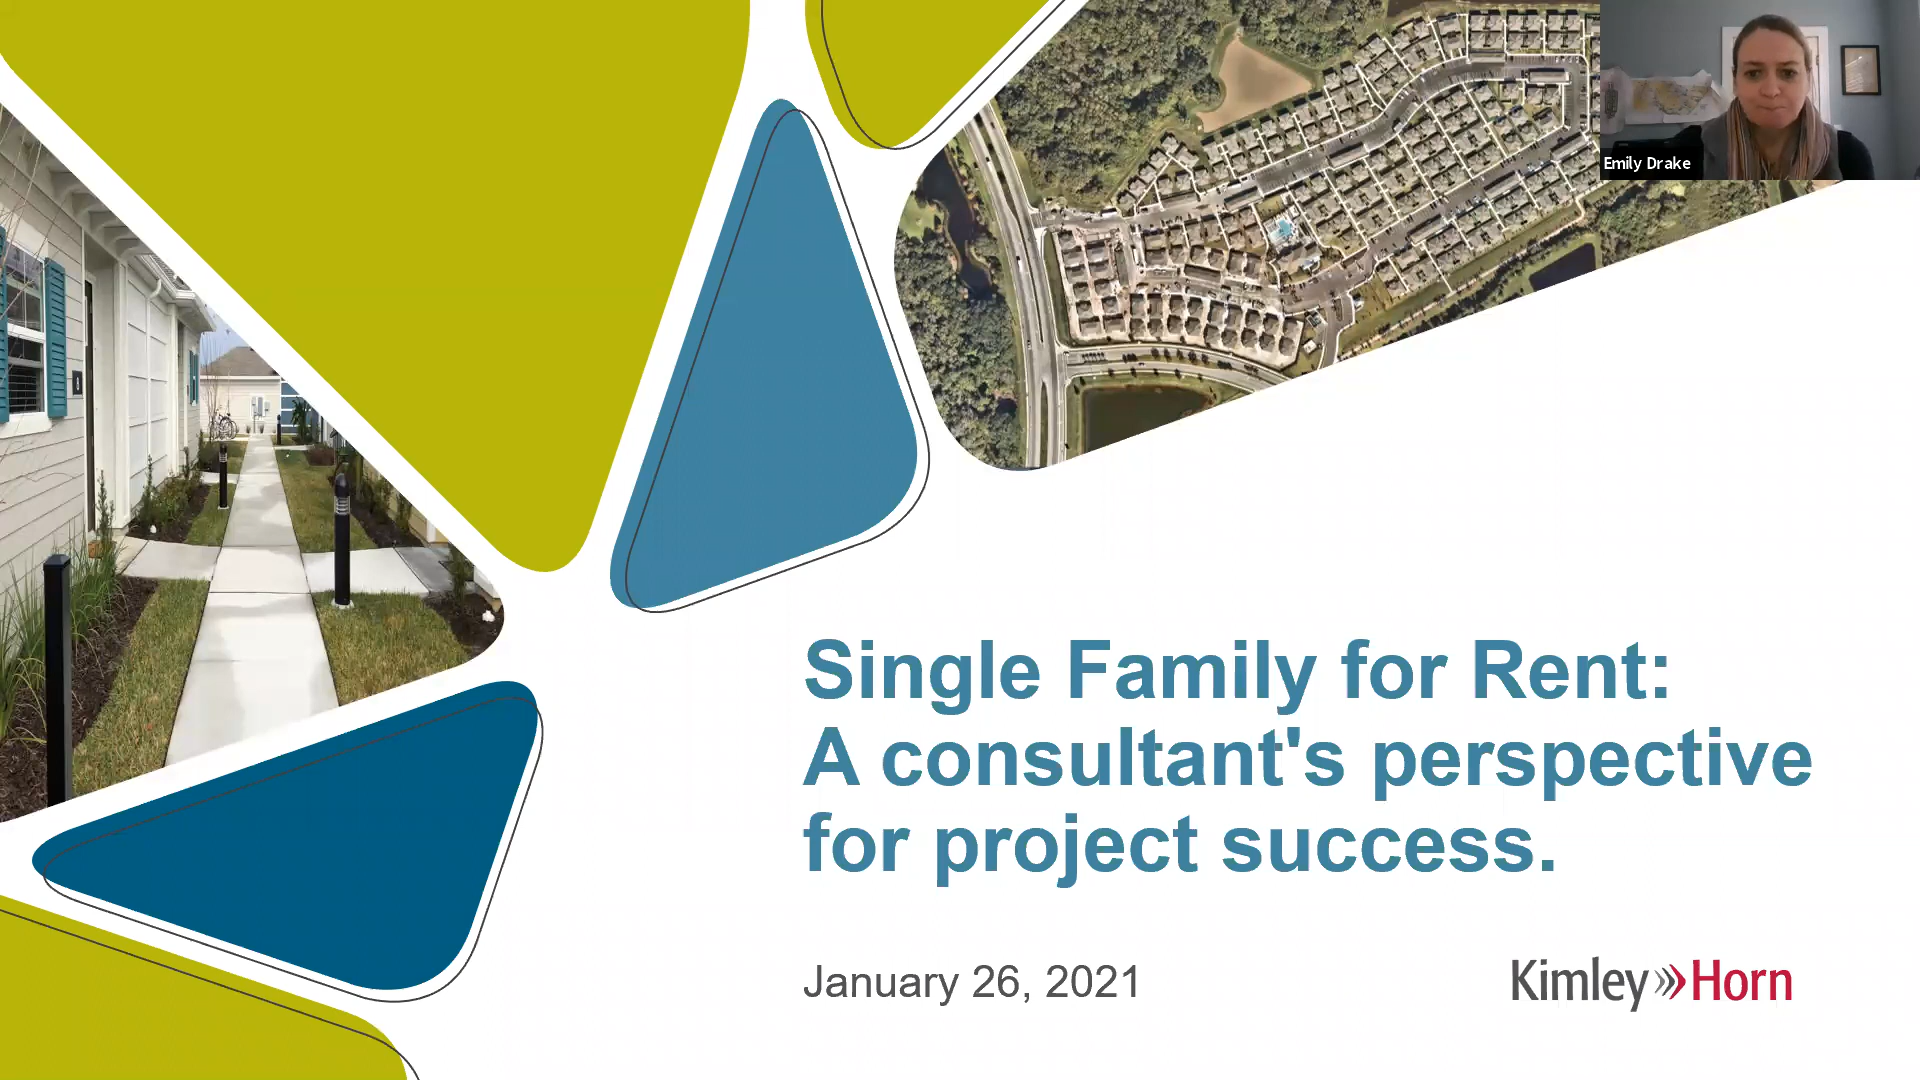 Emily Drake
Single Family for Rent:
A consultant's perspective
for project success.
January 26, 2021
Kimley»Horn